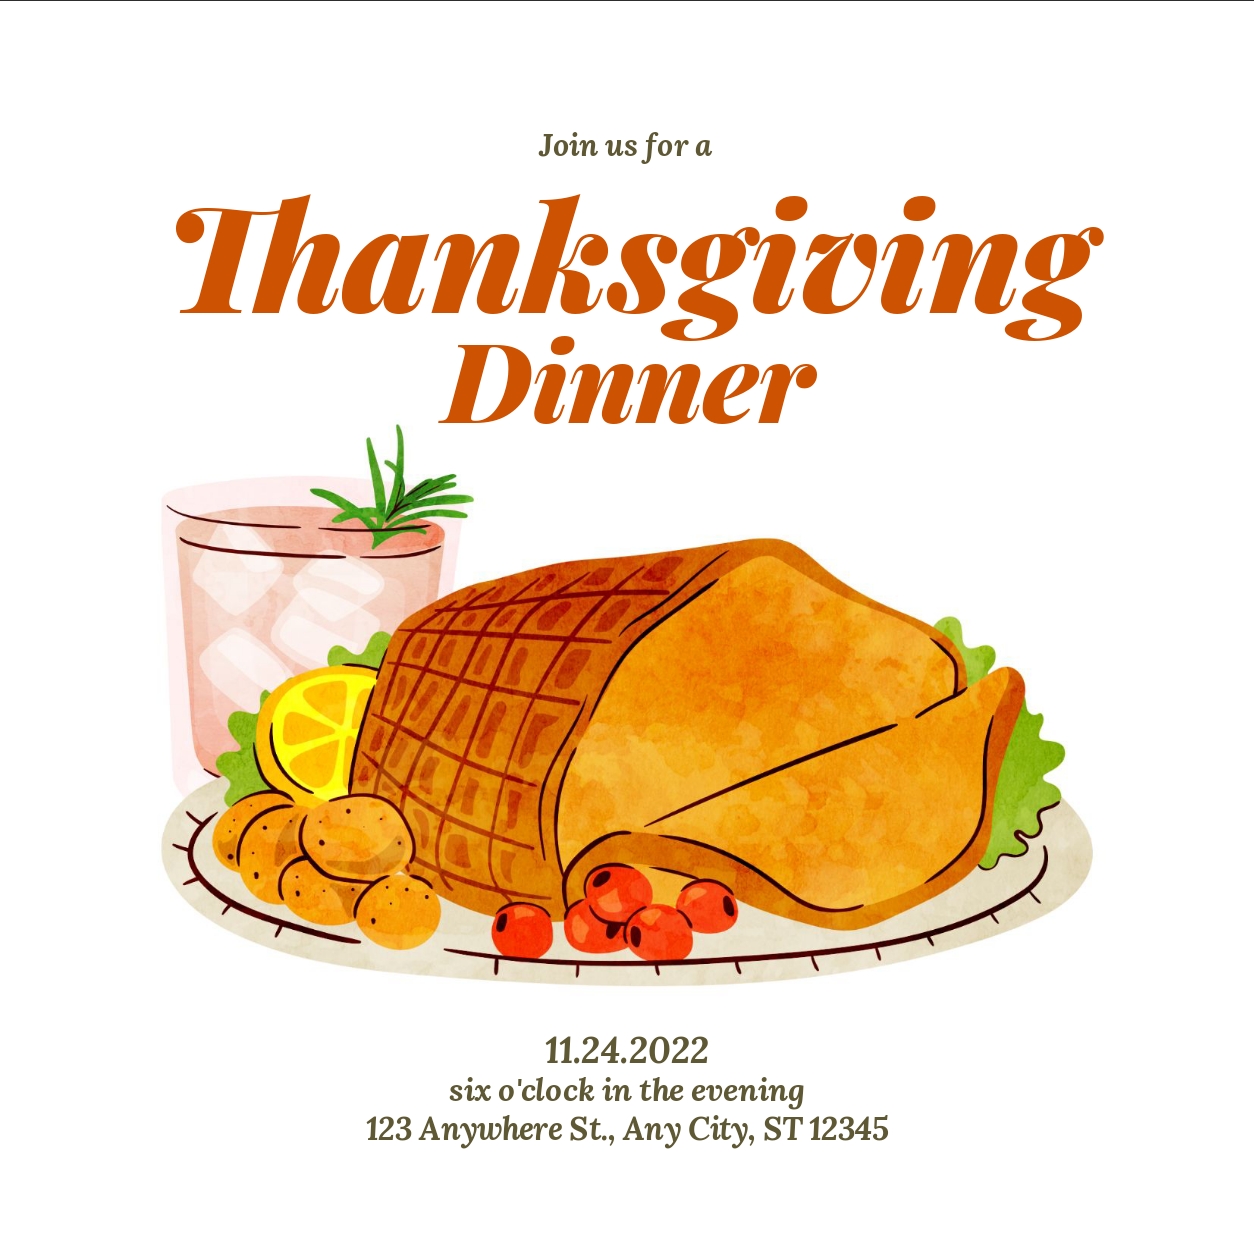 Join us for a
Thanksgiving
Dinner
11.24.2022
six o'clock in the evening
123 Anywhere St., Any City, ST 12345